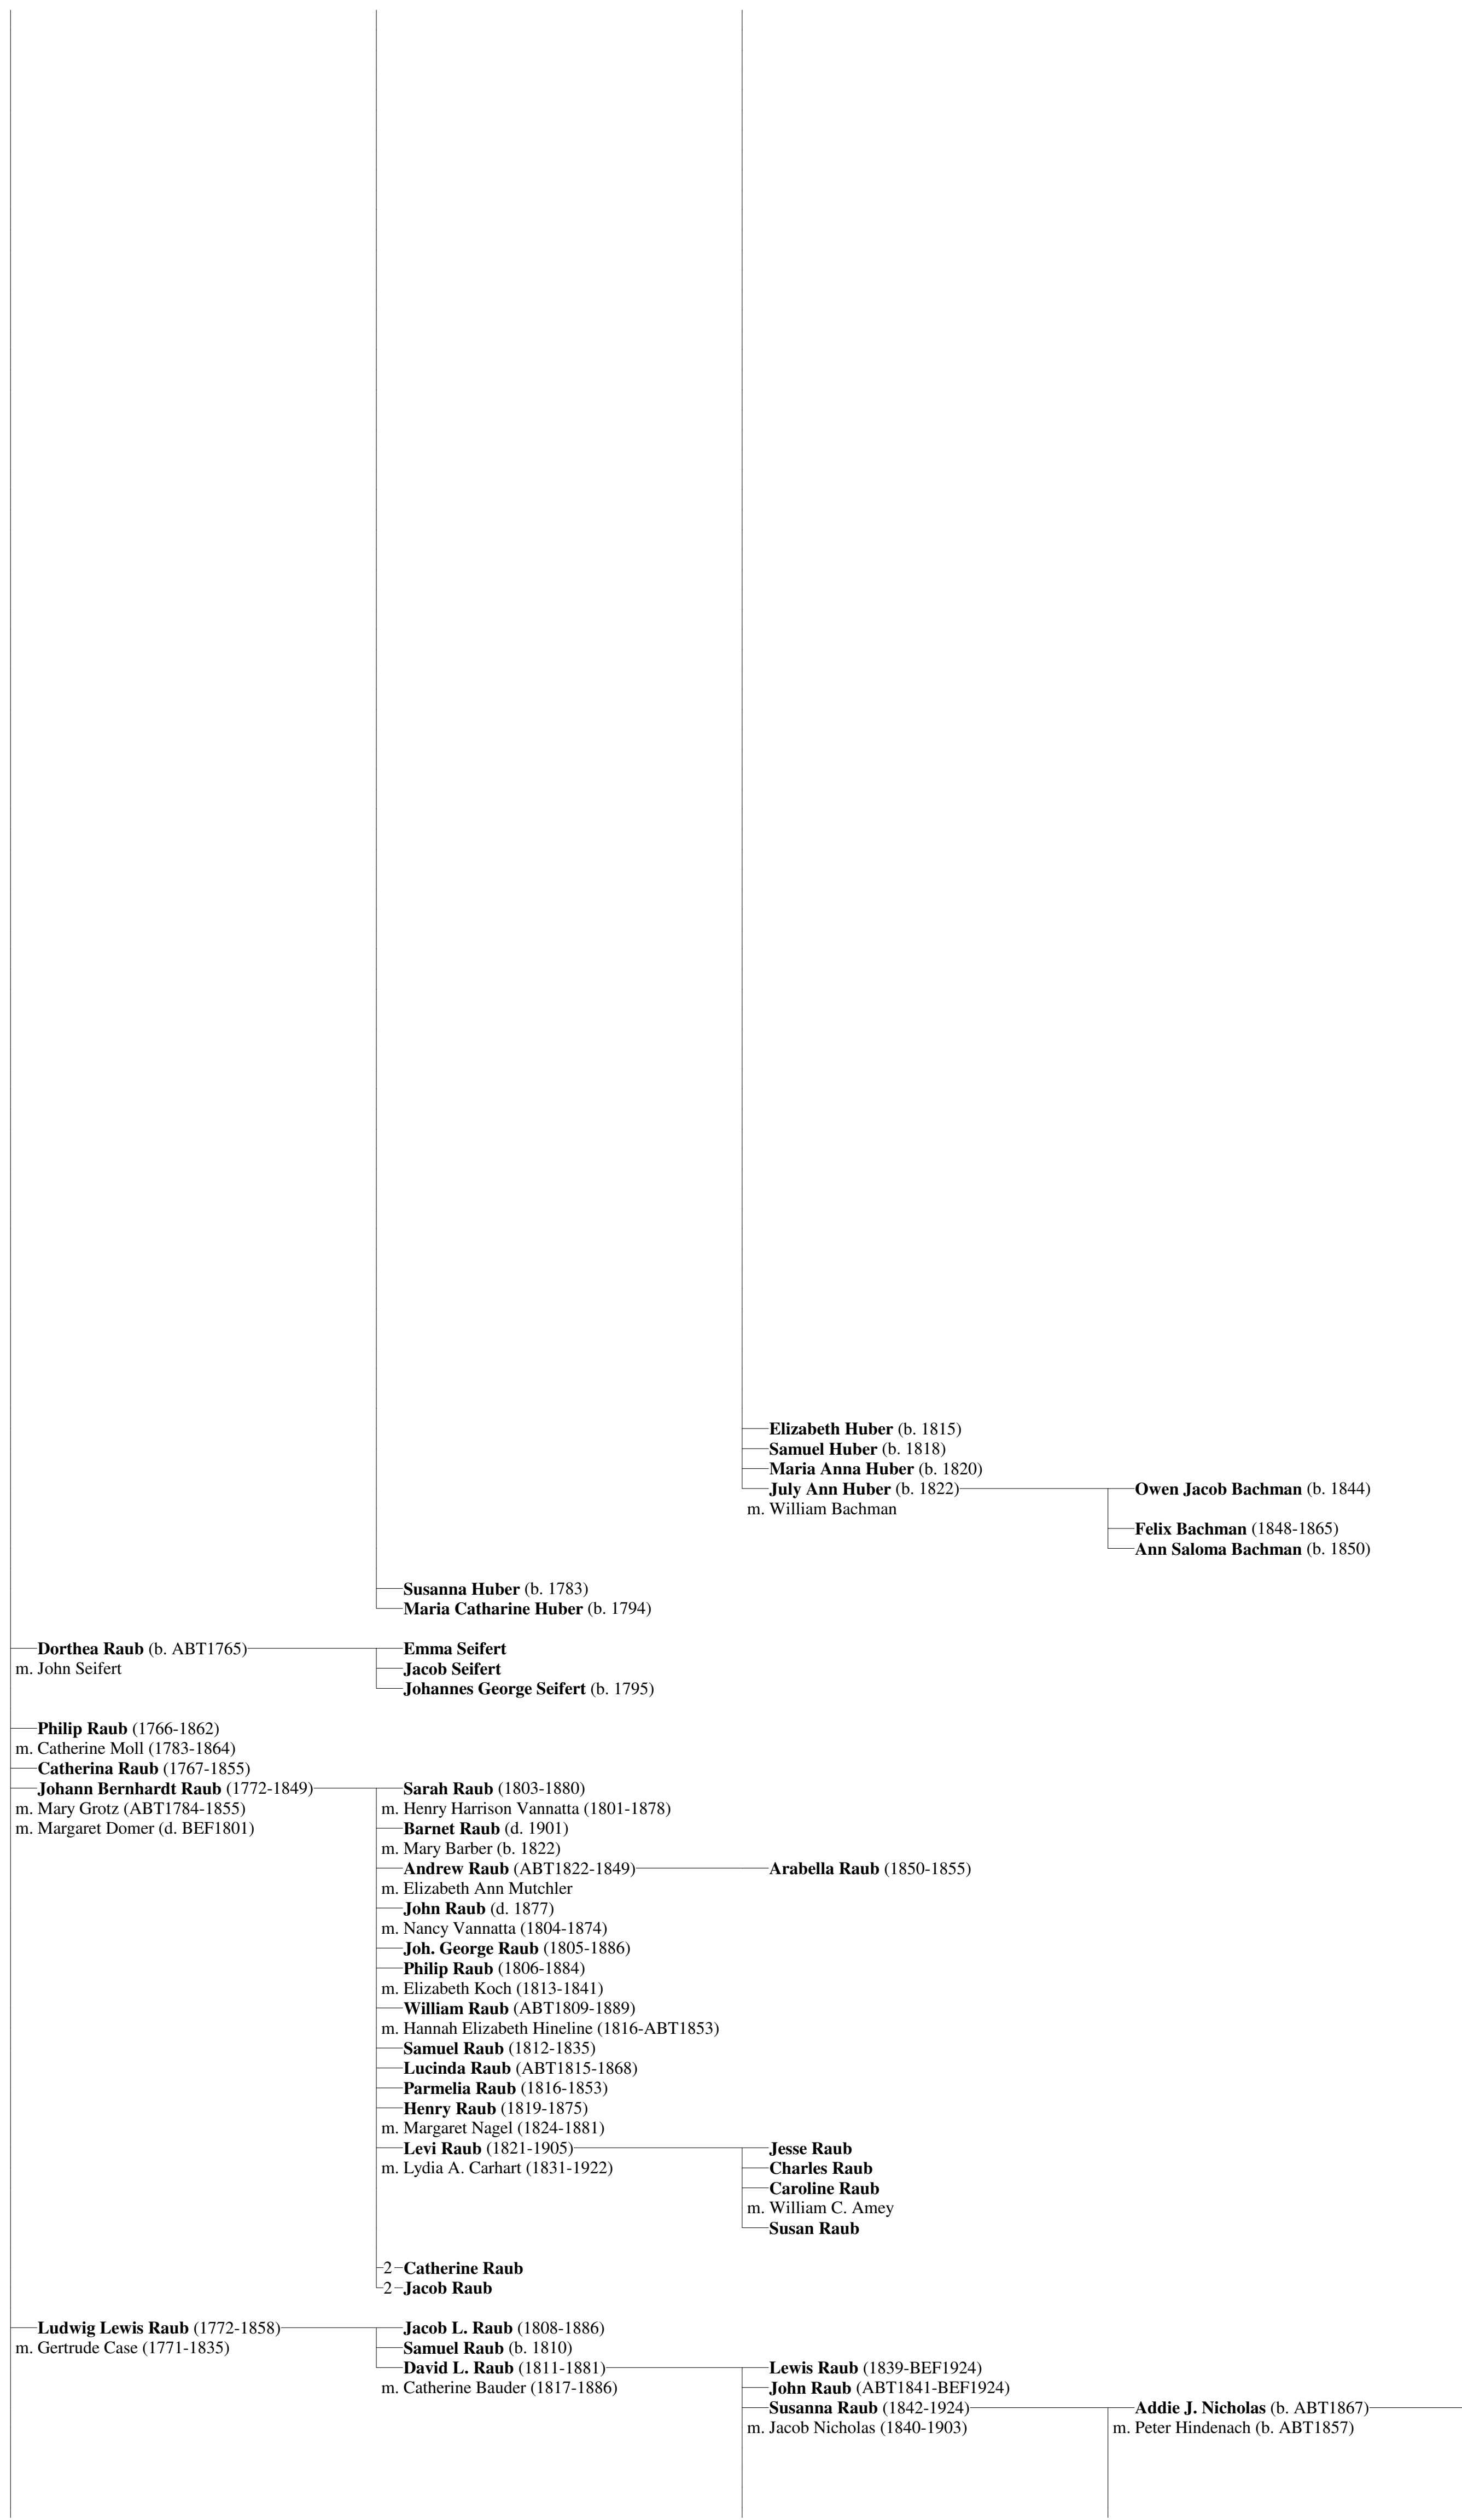 Elizabeth Huber (b. 1815)
Samuel Huber (b. 1818)
Maria Anna Huber (b. 1820)
July Ann Huber (b. 1822)
Owen Jacob Bachman (b. 1844)
m. William Bachman
Felix Bachman (1848-1865)
Ann Saloma Bachman (b. 1850)
Susanna Huber (b. 1783)
Maria Catharine Huber (b. 1794)
Dorthea Raub (b. ABT1765)
Emma Seifert
m. John Seifert
Jacob Seifert
Johannes George Seifert (b. 1795)
Philip Raub (1766-1862)
m. Catherine Moll (1783-1864)
Catherina Raub (1767-1855)
Johann Bernhardt Raub (1772-1849)
Sarah Raub (1803-1880)
m. Mary Grotz (ABT1784-1855)
m. Henry Harrison Vannatta (1801-1878)
m. Margaret Domer (d. BEF1801)
Barnet Raub (d. 1901)
m. Mary Barber (b. 1822)
Andrew Raub (ABT1822-1849)
Arabella Raub (1850-1855)
m. Elizabeth Ann Mutchler
John Raub (d. 1877)
m. Nancy Vannatta (1804-1874)
Joh. George Raub (1805-1886)
Philip Raub (1806-1884)
m. Elizabeth Koch (1813-1841)
William Raub (ABT1809-1889)
m. Hannah Elizabeth Hineline (1816-ABT1853)
Samuel Raub (1812-1835)
Lucinda Raub (ABT1815-1868)
Parmelia Raub (1816-1853)
Henry Raub (1819-1875)
m. Margaret Nagel (1824-1881)
Levi Raub (1821-1905)
Jesse Raub
m. Lydia A. Carhart (1831-1922)
Charles Raub
Caroline Raub
m. William C. Amey
Susan Raub
2 Catherine Raub
2 Jacob Raub
Ludwig Lewis Raub (1772-1858)
Jacob L. Raub (1808-1886)
m. Gertrude Case (1771-1835)
Samuel Raub (b. 1810)
David L. Raub (1811-1881)
Lewis Raub (1839-BEF1924)
m. Catherine Bauder (1817-1886)
John Raub (ABT1841-BEF1924)
Susanna Raub (1842-1924)
Addie J. Nicholas (b. ABT1867)
m. Jacob Nicholas (1840-1903)
m. Peter Hindenach (b. ABT1857)